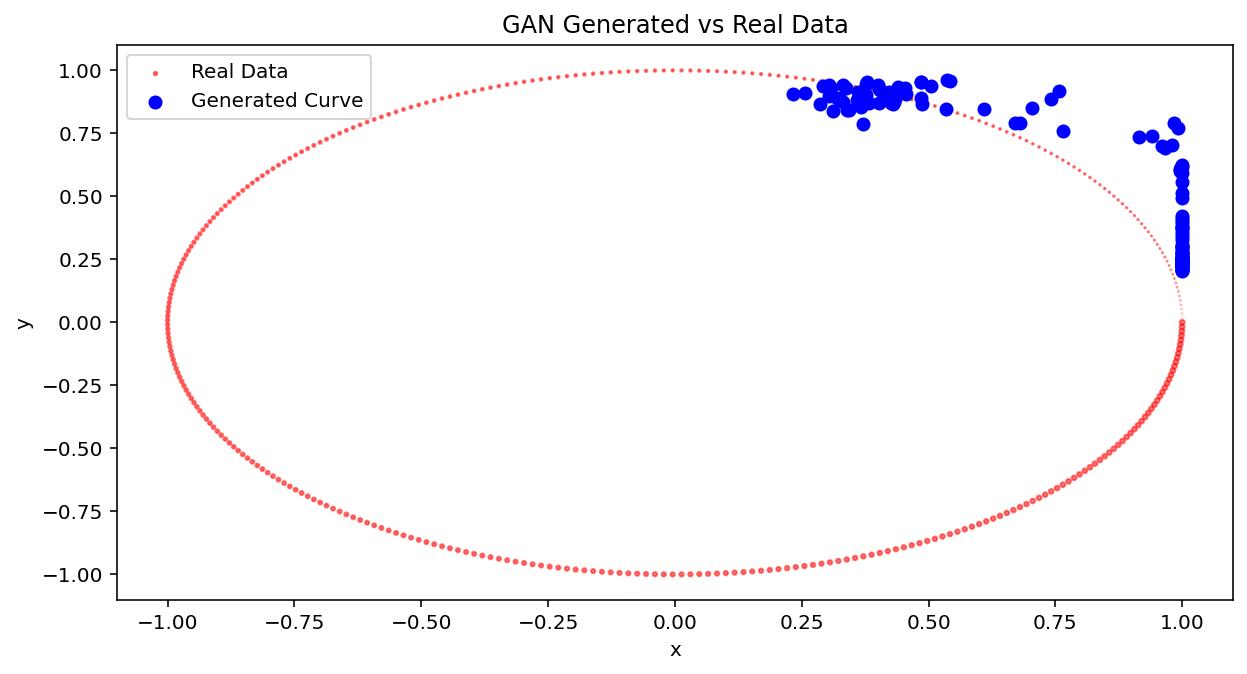 GAN Generated vs Real Data
Real Data
Generated Curve
1.00
0.75
0.50
0.25
0.00
−0.25
−0.50
−0.75
−1.00
y
−1.00 −0.75 −0.50 −0.25 0.00 0.25 0.50 0.75 1.00
x